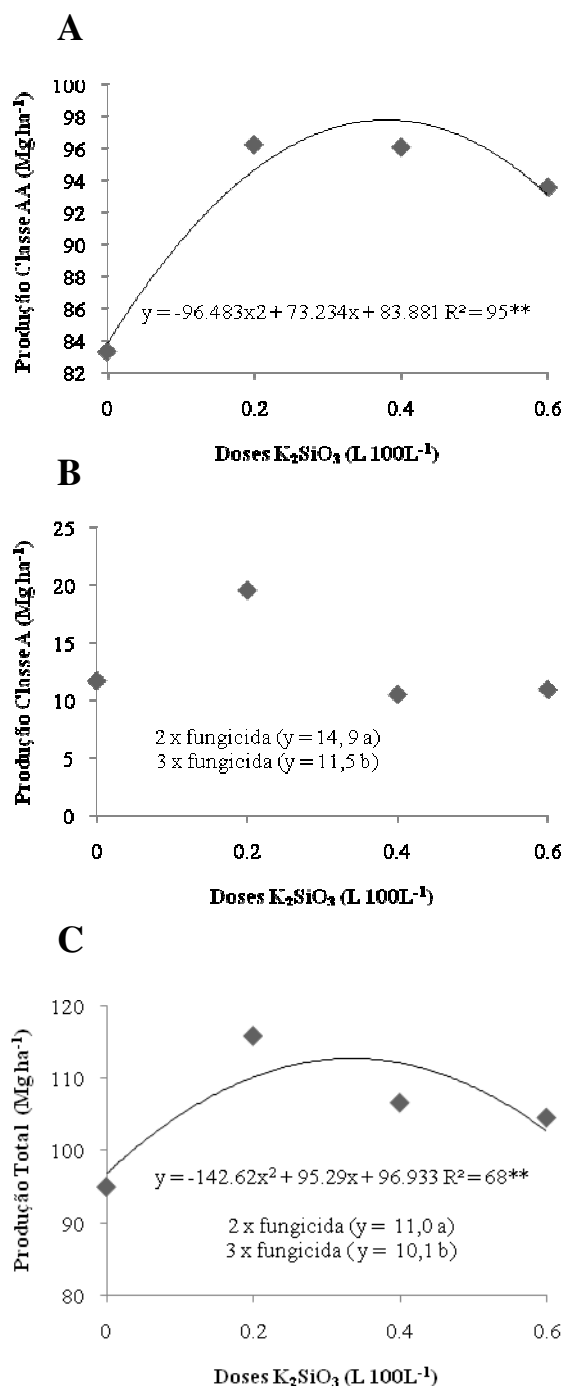 A
100
98
96
94
92
90
88
86
84
82
Produção Classe AA (Mg ha⁻¹)
y = -96.483x2 + 73.234x + 83.881 R² = 95**
0 0.2 0.4 0.6
Doses K₂SiO₃ (L 100L⁻¹)
B
25
20
15
10
5
0
Produção Classe A (Mg ha⁻¹)
2 x fungicida (y = 14, 9 a)
3 x fungicida (y = 11,5 b)
0 0.2 0.4 0.6
Doses K₂SiO₃ (L 100L⁻¹)
C
120
110
100
90
80
Produção Total (Mg ha⁻¹)
y = -142.62x² + 95.29x + 96.933 R² = 68**
2 x fungicida (y = 11,0 a)
3 x fungicida ( y = 10,1 b)
0 0.2 0.4 0.6
Doses K₂SiO₃ (L 100L⁻¹)